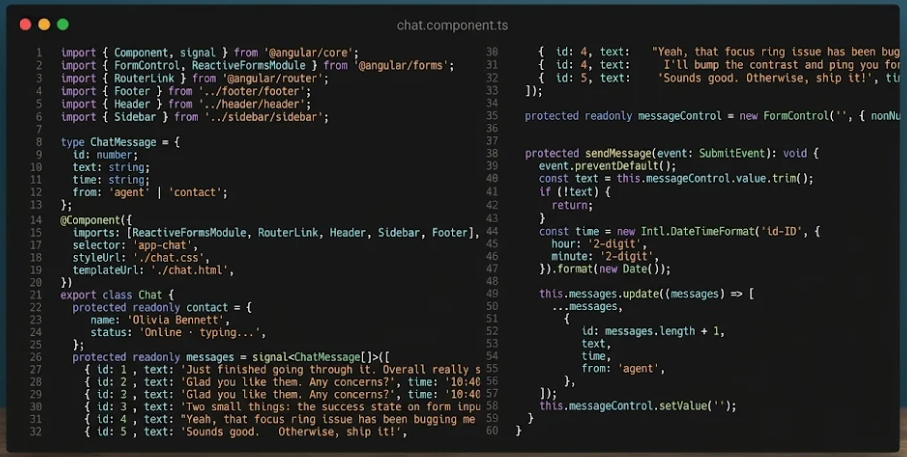 chat.component.ts
1 import { Component, signal } from '@angular/core';
2 import { FormControl, ReactiveFormsModule } from '@angular/forms';
3 import { RouterLink } from '@angular/router';
4 import { Footer } from '../footer/footer';
5 import { Header } from '../header/header';
6 import { Sidebar } from '../sidebar/sidebar';
7
8 type ChatMessage = {
9 id: number;
10 text: string;
11 time: string;
12 from: 'agent' | 'contact';
13 };
14 @Component({
15 imports: [ReactiveFormsModule, RouterLink, Header, Sidebar, Footer],
17 selector: 'app-chat',
18 styleUrl: './chat.css',
19 templateUrl: './chat.html',
20 })
21 export class Chat {
22 protected readonly contact = {
23 name: 'Olivia Bennett',
24 status: 'Online · typing...',
25 };
26 protected readonly messages = signal<ChatMessage[]>([
27 { id: 1 , text: 'Just finished going through it. Overall really s
28 { id: 2 , text: 'Glad you like them. Any concerns?', time: '10:40
29 { id: 3 , text: 'Glad you like them. Any concerns?', time: '10:40
30 { id: 3 , text: 'Two small things: the success state on form inpu
31 { id: 4 , text: "Yeah, that focus ring issue has been bugging me
32 { id: 5 , text: 'Sounds good. Otherwise, ship it!',
30 { id: 4, text: "Yeah, that focus ring issue has been bug
31 { id: 4, text: I'll bump the contrast and ping you for
32 { id: 5, text: 'Sounds good. Otherwise, ship it!', ti
33 ]);
34
35 protected readonly messageControl = new FormControl('', { nonNu
36
38 protected sendMessage(event: SubmitEvent): void {
39 event.preventDefault();
40 const text = this.messageControl.value.trim();
41 if (!text) {
42 return;
43 }
44 const time = new Intl.DateTimeFormat('id-ID', {
45 hour: '2-digit',
46 minute: '2-digit',
47 }).format(new Date());
48
49 this.messages.update((messages) => [
50 ...messages,
51 {
52 id: messages.length + 1,
53 text,
54 time,
55 from: 'agent',
56 },
57 ]);
58 this.messageControl.setValue('');
59 }
60 }